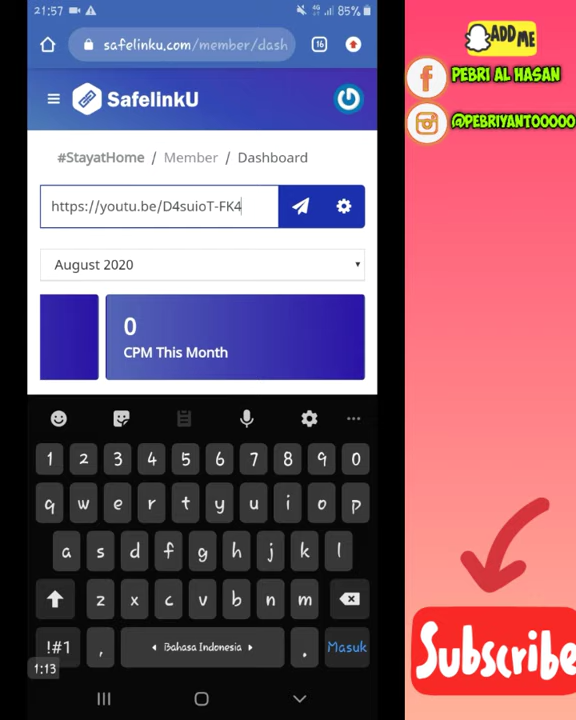 21:57 4G 85%
safelinku.com/member/dash 16
SafelinkU
#StayatHome / Member / Dashboard
https://youtu.be/D4suioT-FK4
August 2020
0
CPM This Month
1 2 3 4 5 6 7 8 9 0
q w e r t y u i o p
a s d f g h j k l
z x c v b n m
!#1 , Bahasa Indonesia . Masuk
1:13
ADD ME
PEBRI AL HASAN
@PEBRIYANTO0000
Subscribe